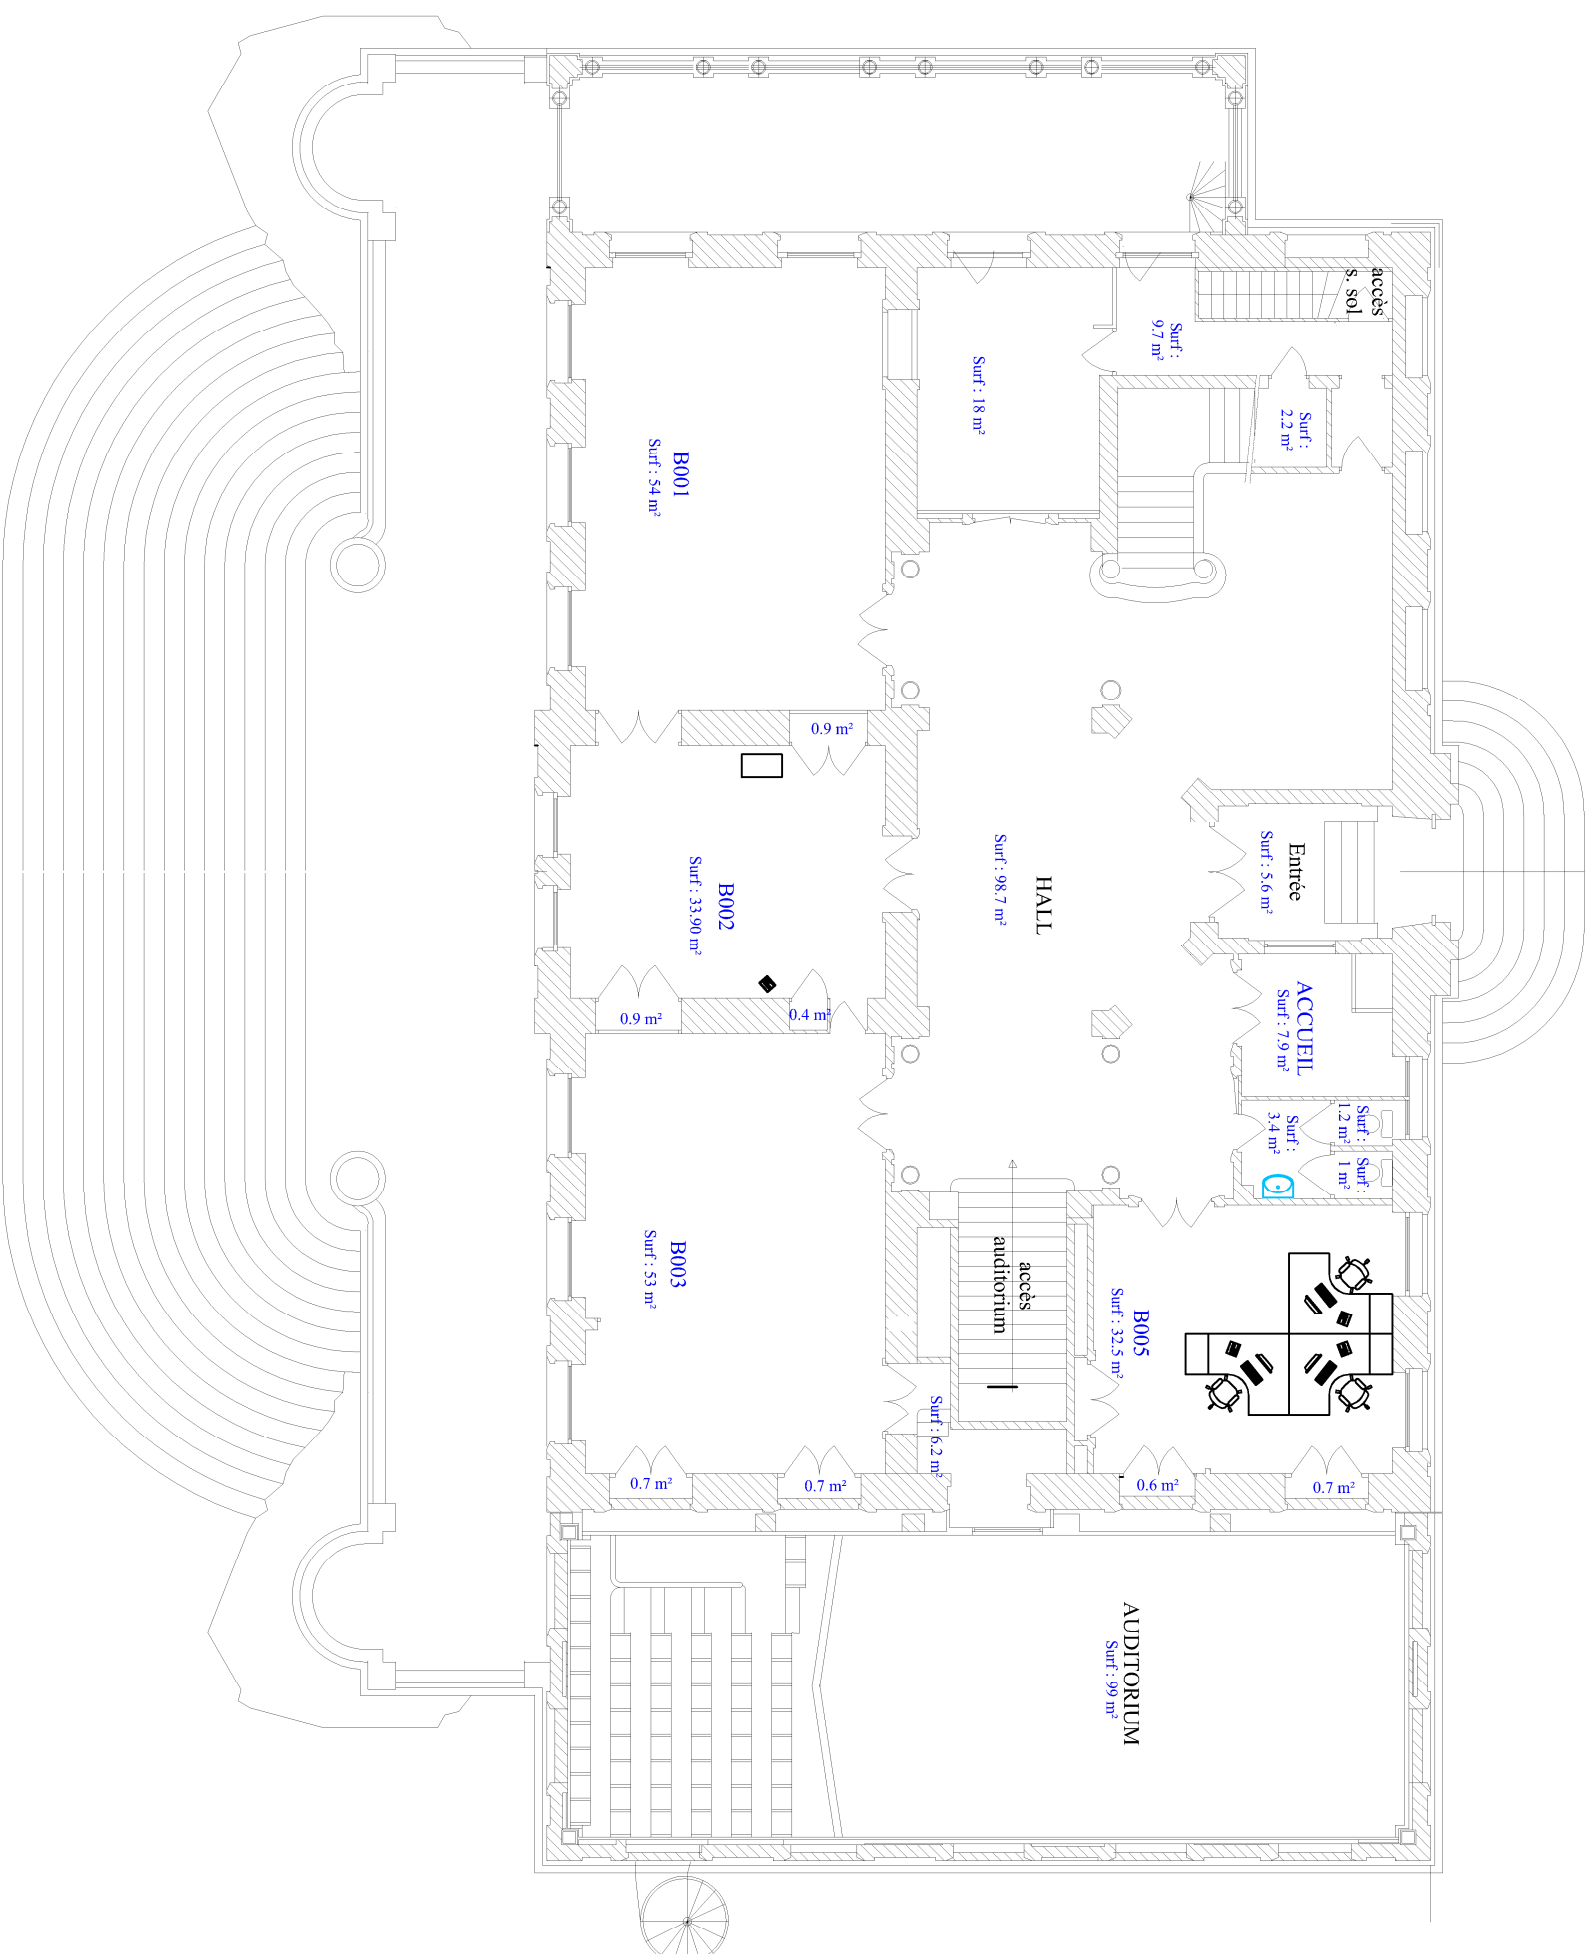 accès
s. sol
Surf :
9.7 m²
Surf : 18 m²
Surf :
2.2 m²
B001
Surf : 54 m²
0.9 m²
B002
Surf : 33.90 m²
HALL
Surf : 98.7 m²
Entrée
Surf : 5.6 m²
ACCUEIL
Surf : 7.9 m²
0.9 m²
0.4 m²
Surf :
1.2 m²
Surf :
3.4 m²
Surf :
1 m²
B003
Surf : 53 m²
accès
auditorium
B005
Surf : 32.5 m²
Surf : 6.2 m²
0.7 m²
0.7 m²
0.6 m²
0.7 m²
AUDITORIUM
Surf : 99 m²